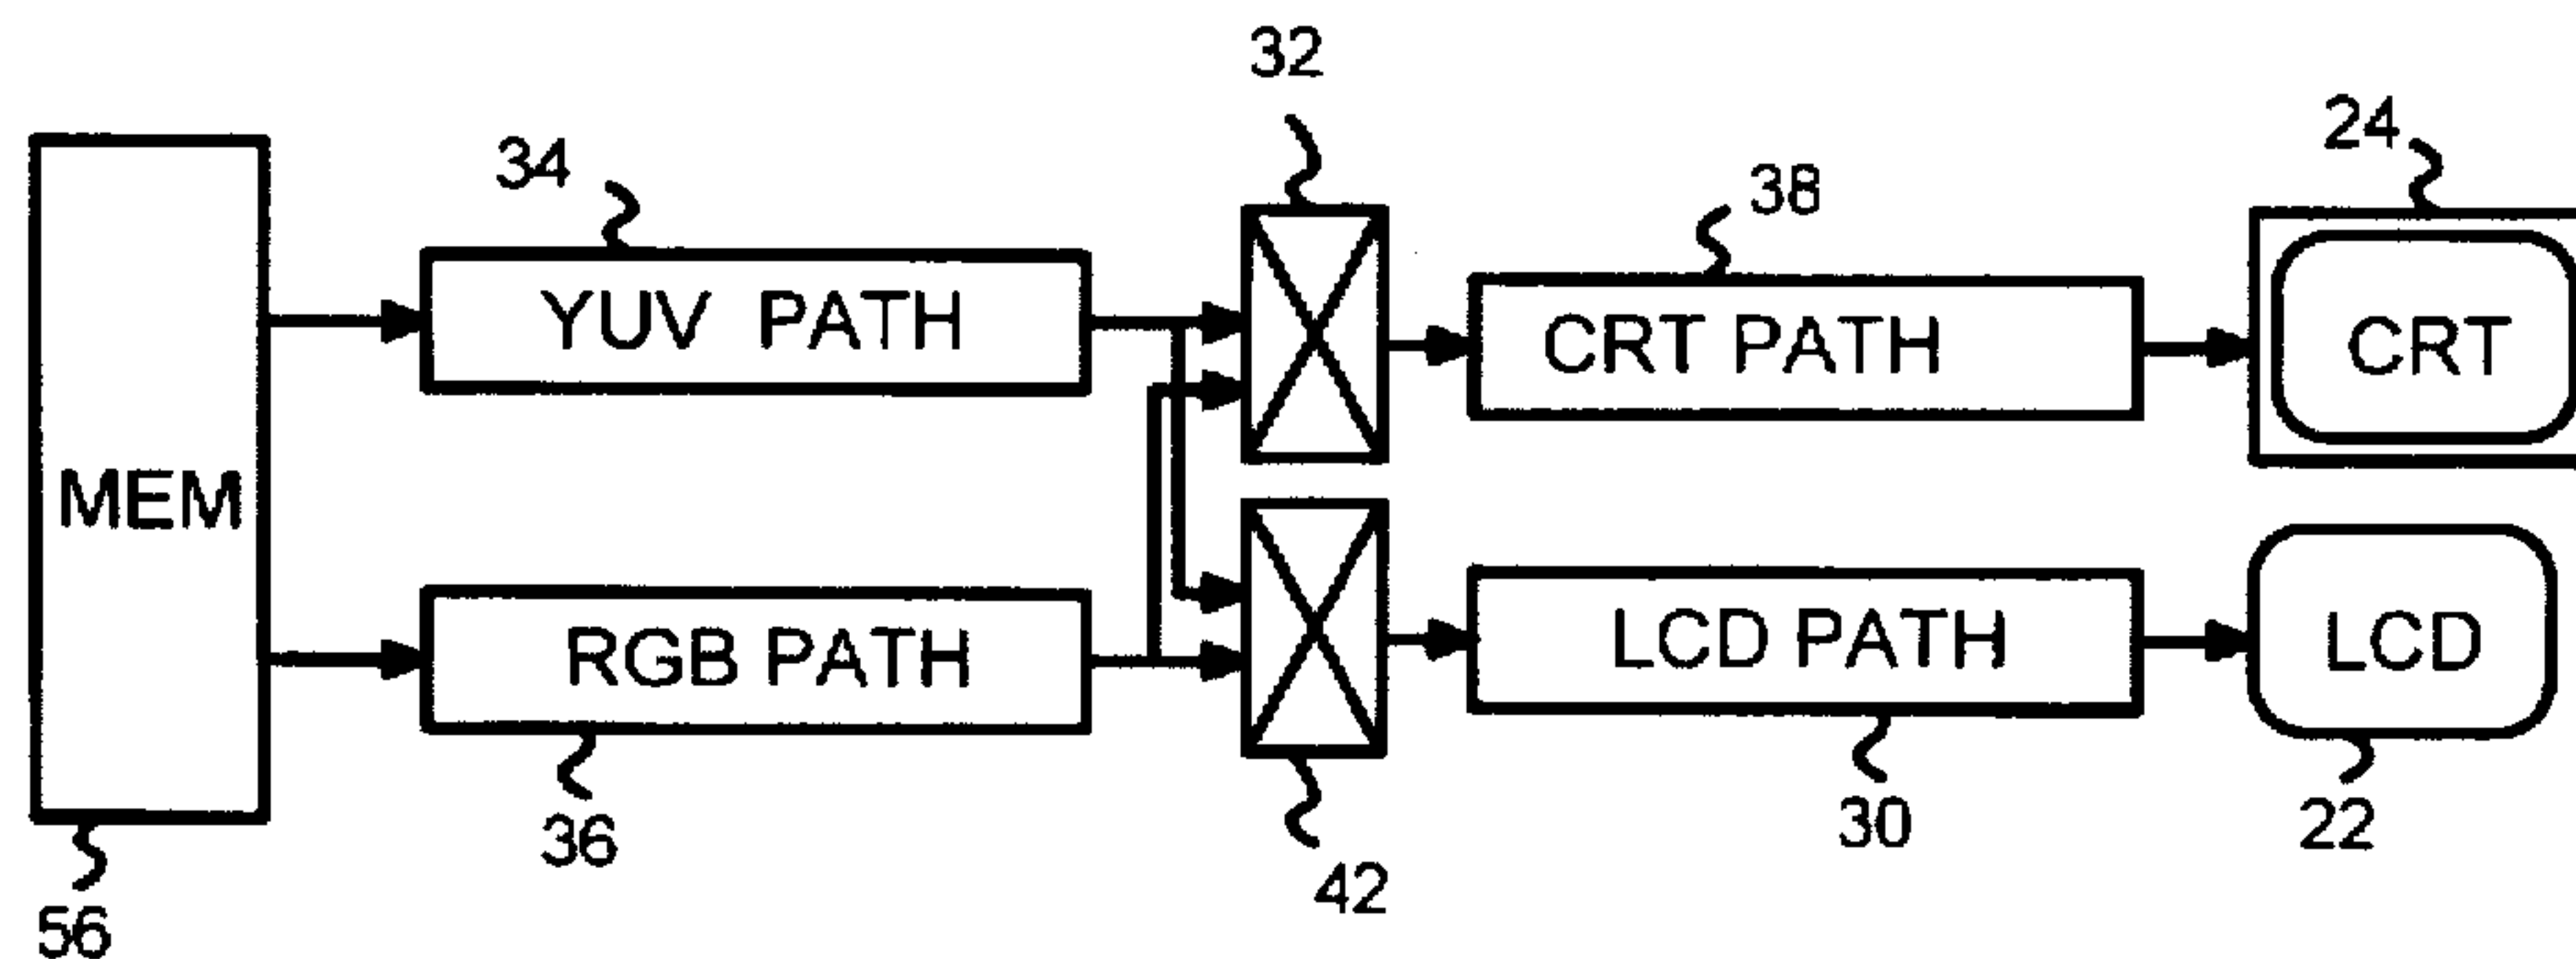 32
24
34
38
YUV PATH
CRT PATH
CRT
MEM
RGB PATH
LCD PATH
LCD
36
30
22
42
56